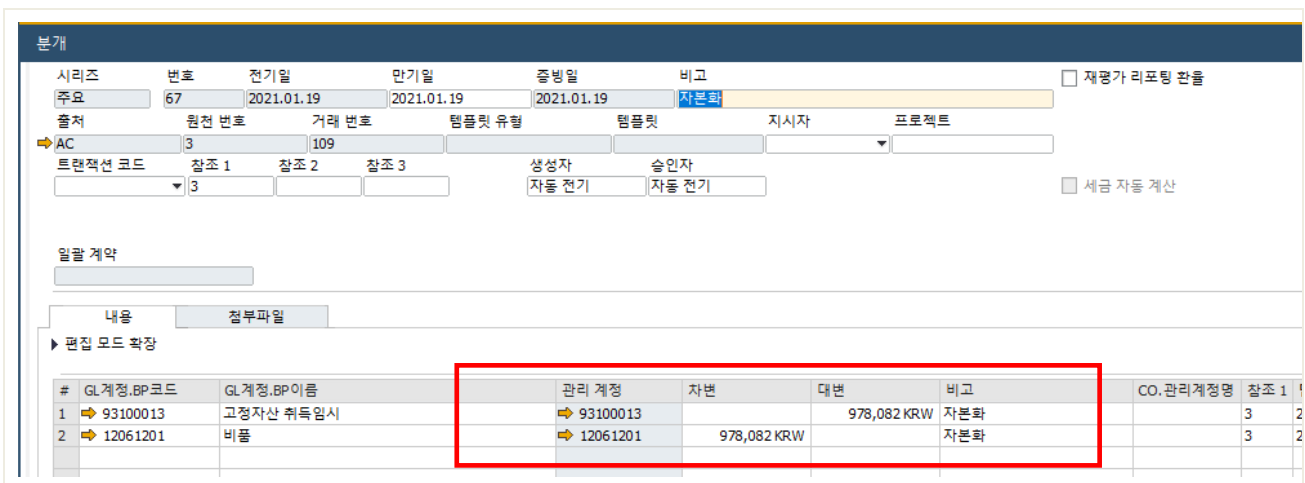 분개
시리즈 번호 전기일 만기일 증빙일 비고 재평가 리포팅 환율
주요 67 2021.01.19 2021.01.19 2021.01.19 자본화
출처 원천 번호 거래 번호 템플릿 유형 템플릿 지시자 프로젝트
AC 3 109
트랜잭션 코드 참조 1 참조 2 참조 3 생성자 승인자
3 자동 전기 자동 전기 세금 자동 계산
일괄 계약
내용 첨부파일
편집 모드 확장
# GL계정.BP코드 GL계정.BP이름 관리 계정 차변 대변 비고 CO.관리계정명 참조 1
1 93100013 고정자산 취득임시 93100013 978,082 KRW 자본화 3 2
2 12061201 비품 12061201 978,082 KRW 자본화 3 2